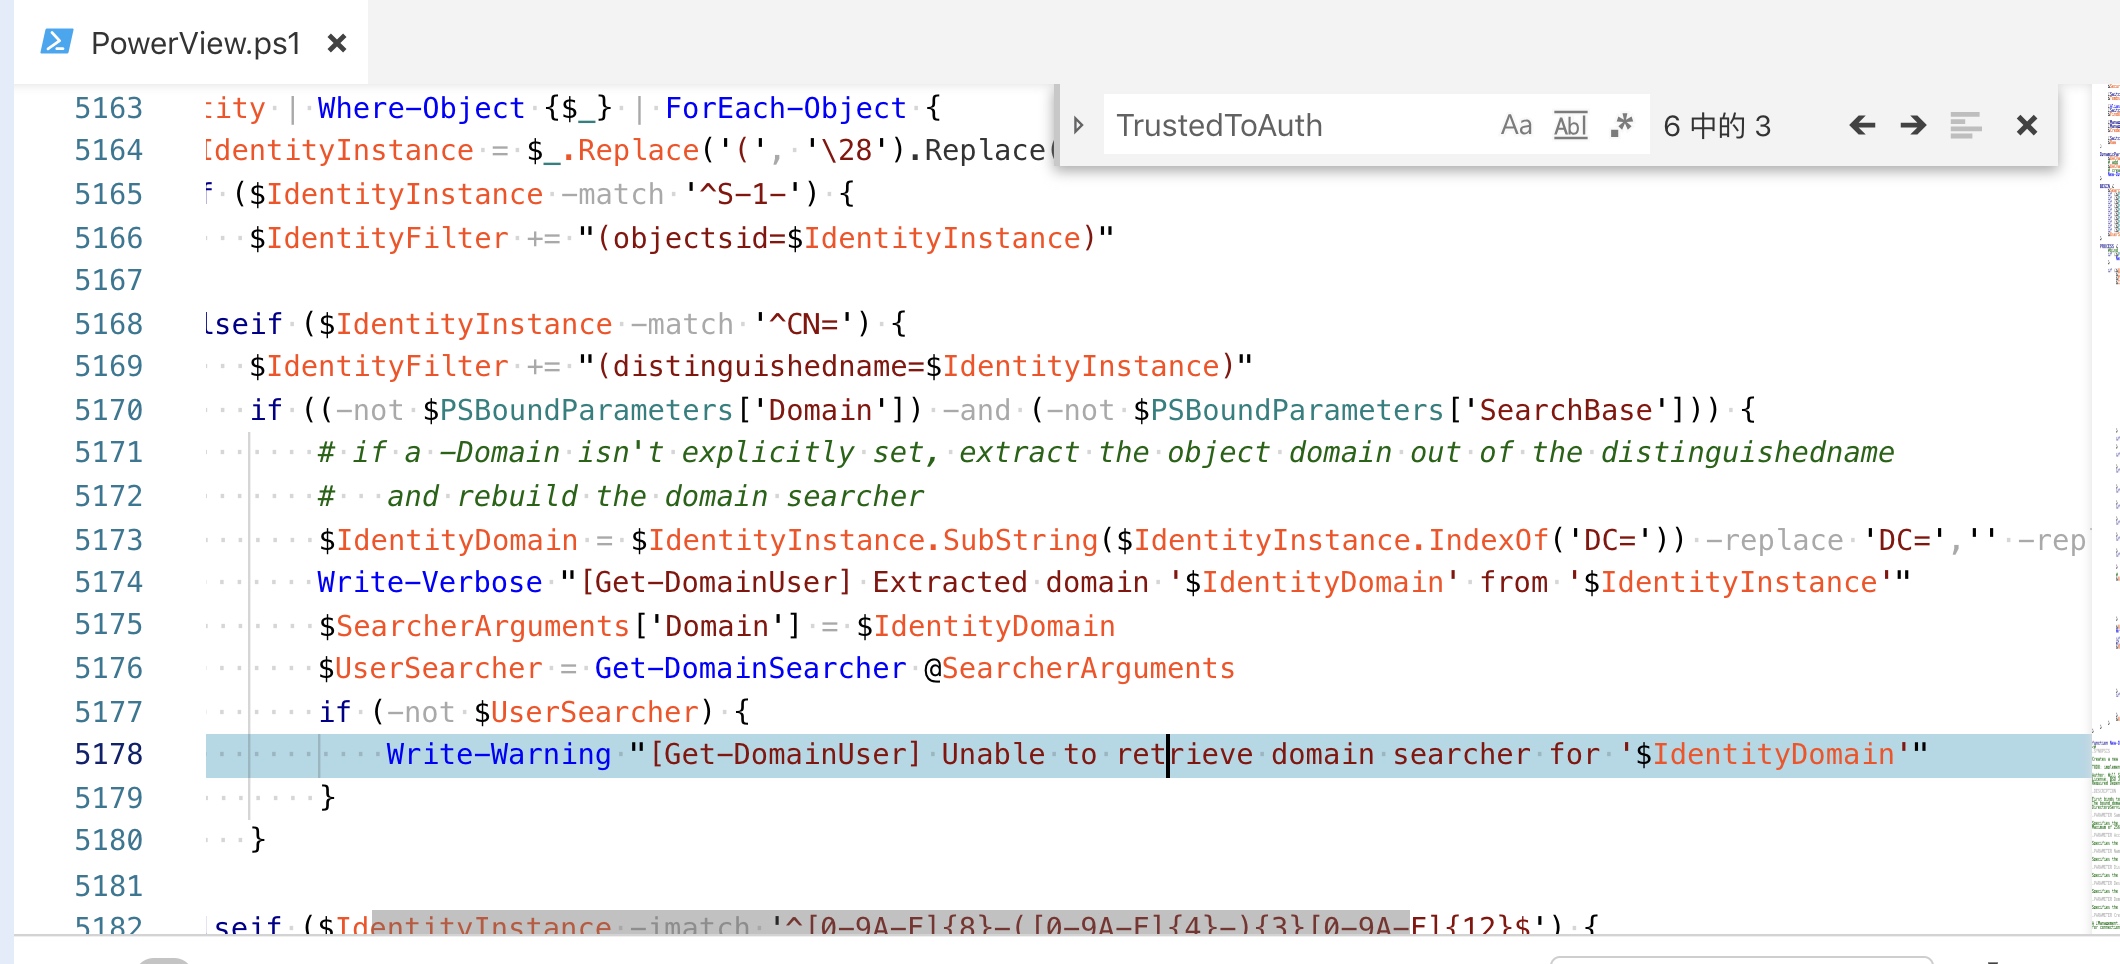 PowerView.ps1
TrustedToAuth Aa Abl .* 6 中的 3
5163 tity | Where-Object {$_} | ForEach-Object {
5164 IdentityInstance = $_.Replace('(', '\28').Replace(
5165 f ($IdentityInstance -match '^S-1-') {
5166 $IdentityFilter += "(objectsid=$IdentityInstance)"
5167
5168 lseif ($IdentityInstance -match '^CN=') {
5169 $IdentityFilter += "(distinguishedname=$IdentityInstance)"
5170 if ((-not $PSBoundParameters['Domain']) -and (-not $PSBoundParameters['SearchBase'])) {
5171 # if a -Domain isn't explicitly set, extract the object domain out of the distinguishedname
5172 #   and rebuild the domain searcher
5173 $IdentityDomain = $IdentityInstance.SubString($IdentityInstance.IndexOf('DC=')) -replace 'DC=','' -rep
5174 Write-Verbose "[Get-DomainUser] Extracted domain '$IdentityDomain' from '$IdentityInstance'"
5175 $SearcherArguments['Domain'] = $IdentityDomain
5176 $UserSearcher = Get-DomainSearcher @SearcherArguments
5177 if (-not $UserSearcher) {
5178 Write-Warning "[Get-DomainUser] Unable to retrieve domain searcher for '$IdentityDomain'"
5179 }
5180 }
5181
5182 lseif ($IdentityInstance -imatch '^[0-9A-F]{8}-([0-9A-F]{4}-){3}[0-9A-F]{12}$') {